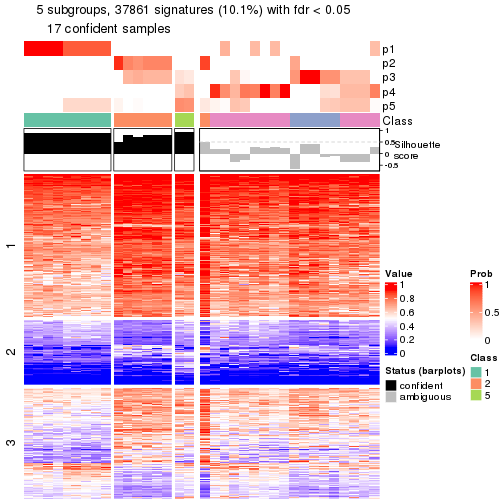 5 subgroups, 37861 signatures (10.1%) with fdr < 0.05
17 confident samples
p1
p2
p3
p4
p5
Class
1
0.5
0
-0.5
Silhouette
score
1
2
3
Value
1
0.8
0.6
0.4
0.2
0
Status (barplots)
confident
ambiguous
Prob
1
0.5
0
Class
1
2
5